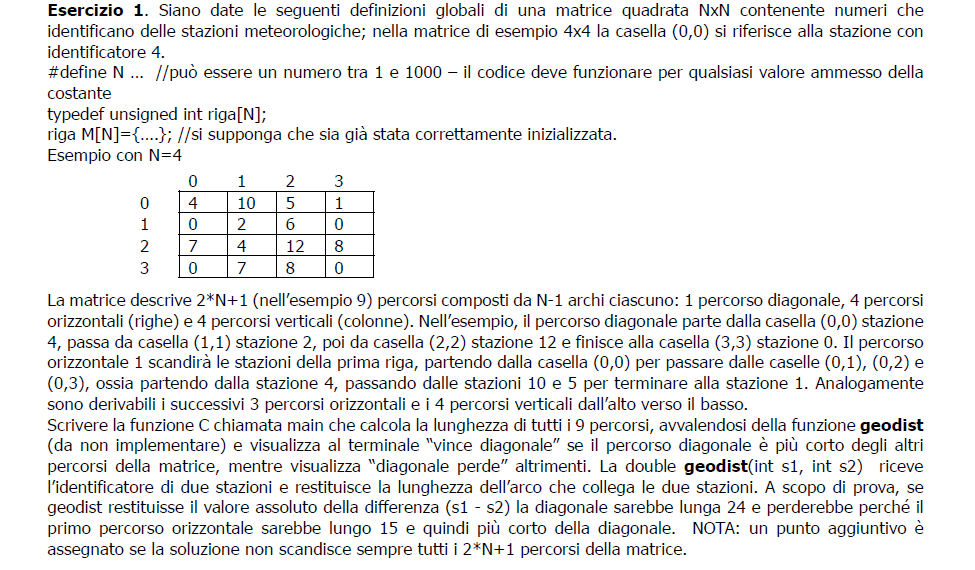 Esercizio 1. Siano date le seguenti definizioni globali di una matrice quadrata NxN contenente numeri che
identificano delle stazioni meteorologiche; nella matrice di esempio 4x4 la casella (0,0) si riferisce alla stazione con
identificatore 4.
#define N … //può essere un numero tra 1 e 1000 – il codice deve funzionare per qualsiasi valore ammesso della
costante
typedef unsigned int riga[N];
riga M[N]={….}; //si supponga che sia già stata correttamente inizializzata.
Esempio con N=4
0 1 2 3
0 4 10 5 1
1 0 2 6 0
2 7 4 12 8
3 0 7 8 0
La matrice descrive 2*N+1 (nell’esempio 9) percorsi composti da N-1 archi ciascuno: 1 percorso diagonale, 4 percorsi
orizzontali (righe) e 4 percorsi verticali (colonne). Nell’esempio, il percorso diagonale parte dalla casella (0,0) stazione
4, passa da casella (1,1) stazione 2, poi da casella (2,2) stazione 12 e finisce alla casella (3,3) stazione 0. Il percorso
orizzontale 1 scandirà le stazioni della prima riga, partendo dalla casella (0,0) per passare dalle caselle (0,1), (0,2) e
(0,3), ossia partendo dalla stazione 4, passando dalle stazioni 10 e 5 per terminare alla stazione 1. Analogamente
sono derivabili i successivi 3 percorsi orizzontali e i 4 percorsi verticali dall’alto verso il basso.
Scrivere la funzione C chiamata main che calcola la lunghezza di tutti i 9 percorsi, avvalendosi della funzione geodist
(da non implementare) e visualizza al terminale “vince diagonale” se il percorso diagonale è più corto degli altri
percorsi della matrice, mentre visualizza “diagonale perde” altrimenti. La double geodist(int s1, int s2) riceve
l’identificatore di due stazioni e restituisce la lunghezza dell’arco che collega le due stazioni. A scopo di prova, se
geodist restituisse il valore assoluto della differenza (s1 - s2) la diagonale sarebbe lunga 24 e perderebbe perché il
primo percorso orizzontale sarebbe lungo 15 e quindi più corto della diagonale. NOTA: un punto aggiuntivo è
assegnato se la soluzione non scandisce sempre tutti i 2*N+1 percorsi della matrice.